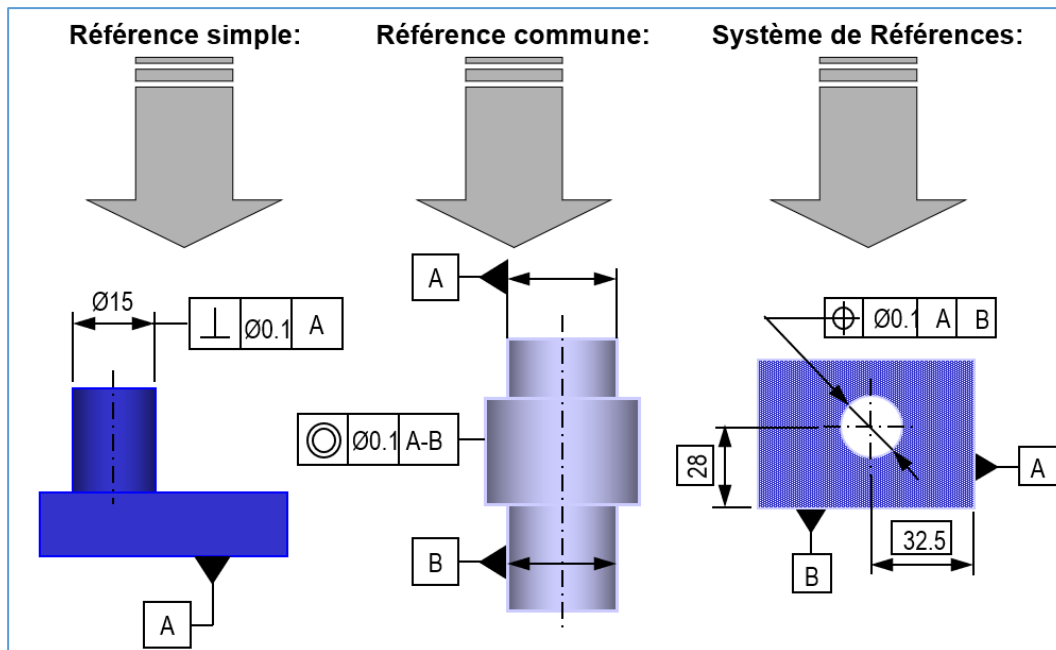 Référence simple: Référence commune: Système de Références:
Ø15
⊥ Ø0.1 A
A
A
◎ Ø0.1 A-B
B
⌖ Ø0.1 A B
28
A
32.5
B